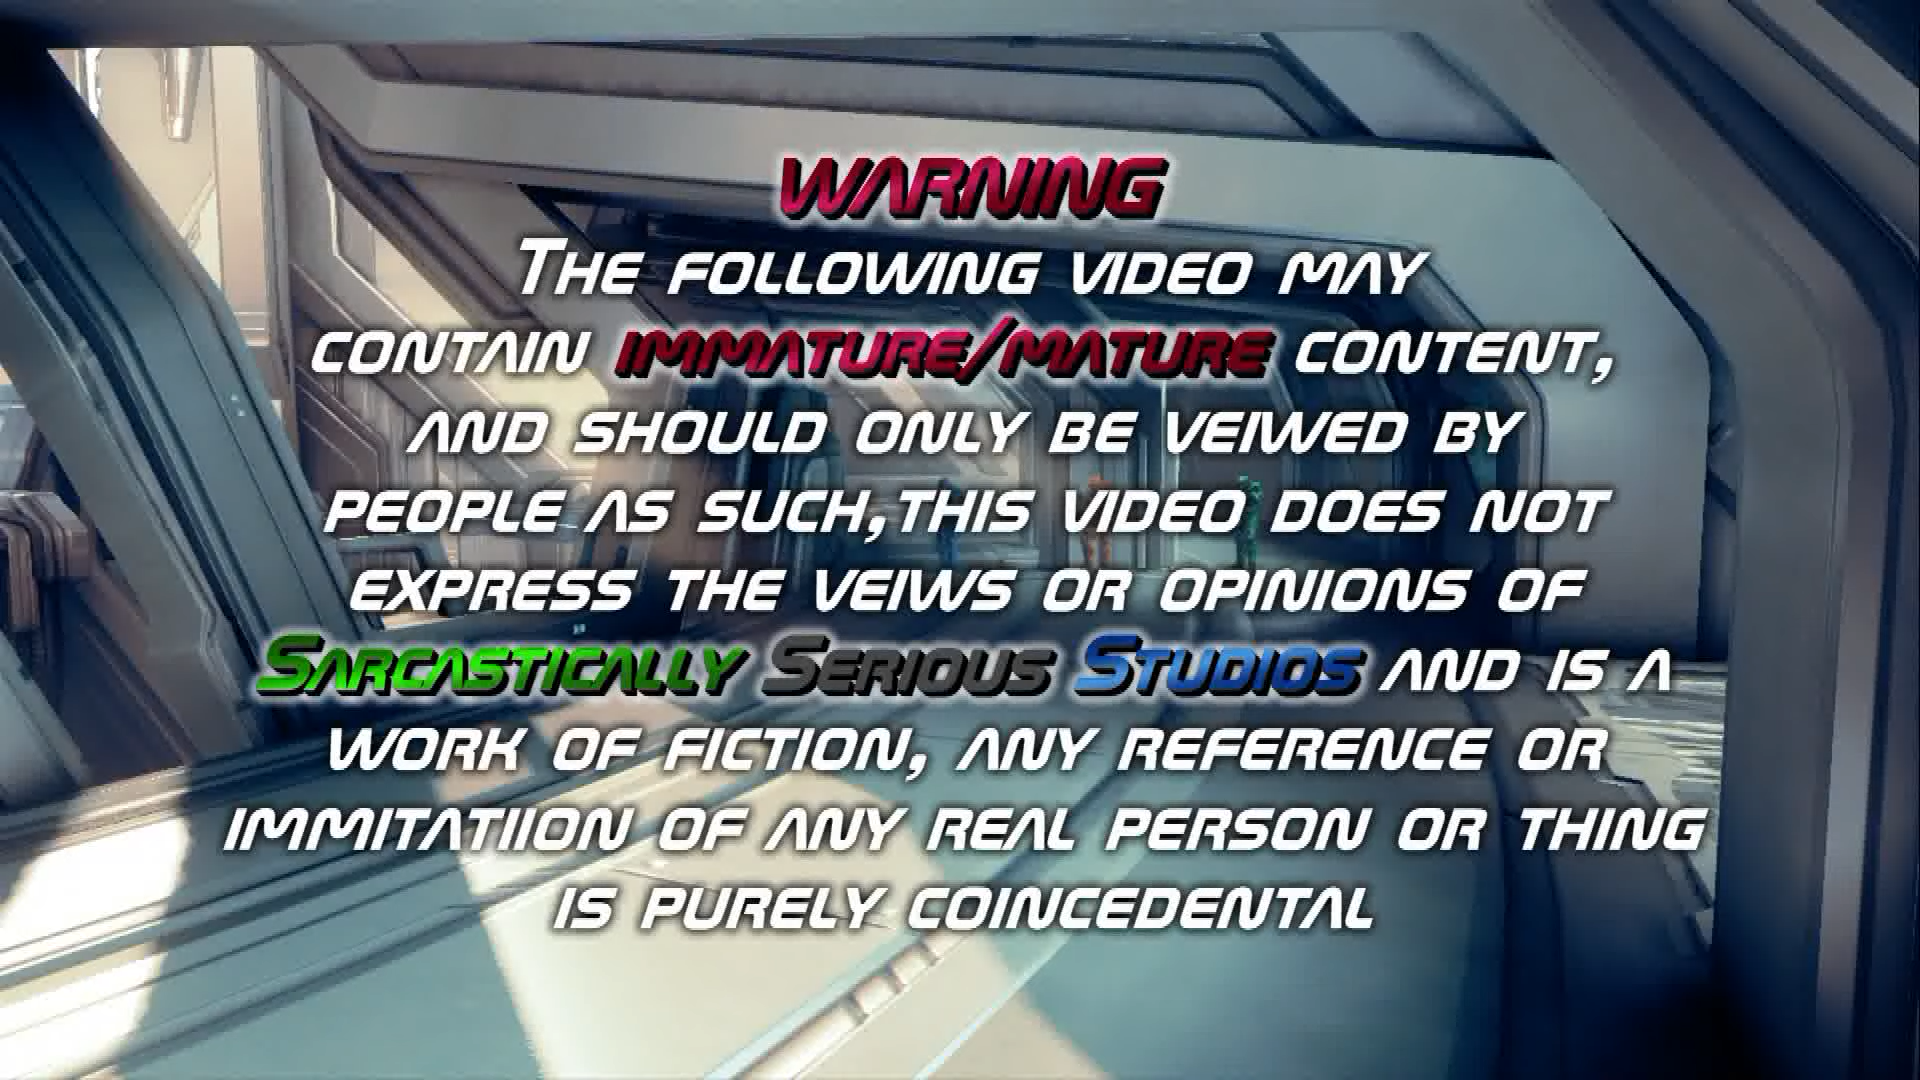 WARNING
The following video may
contain immature/mature content,
and should only be veiwed by
people as such,this video does not
express the veiws or opinions of
Sarcastically Serious Studios and is a
work of fiction, any reference or
immitatiion of any real person or thing
is purely coincedental